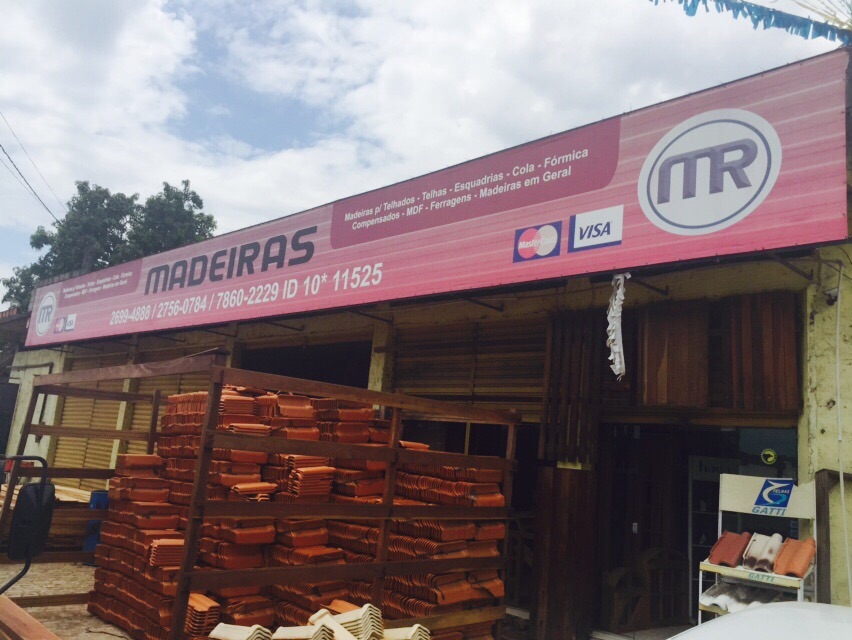 Madeiras p/ Telhados - Telhas - Esquadrias - Cola - Fórmica
Compensados - MDF - Ferragens - Madeiras em Geral
MR
MADEIRAS
MasterCard
VISA
2699-4888 / 2756-0784 / 7860-2229 ID 10* 11525
MR
TELHAS
GATTI
GATTI